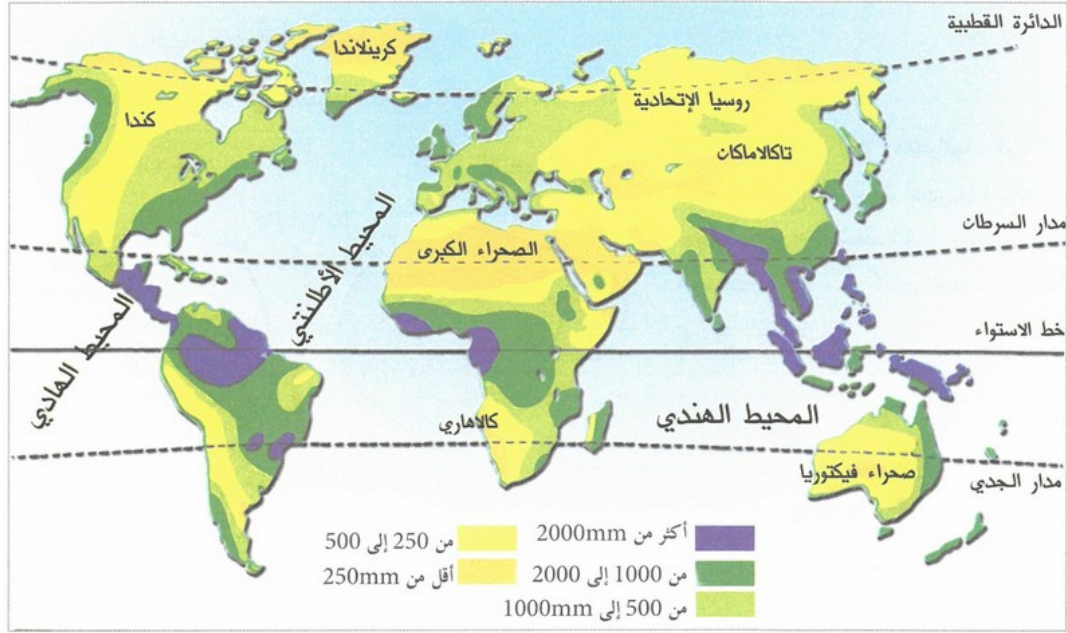 الدائرة القطبية
كرينلاندا
روسيا الإتحادية
كندا
تاكالاماكان
المحيط الأطلنتي
مدار السرطان
الصحراء الكبرى
المحيط الهادي
خط الاستواء
المحيط الهندي
كالاهاري
صحراء فيكتوريا
مدار الجدي
أكثر من 2000mm
من 250 إلى 500
من 1000 إلى 2000
أقل من 250mm
من 500 إلى 1000mm